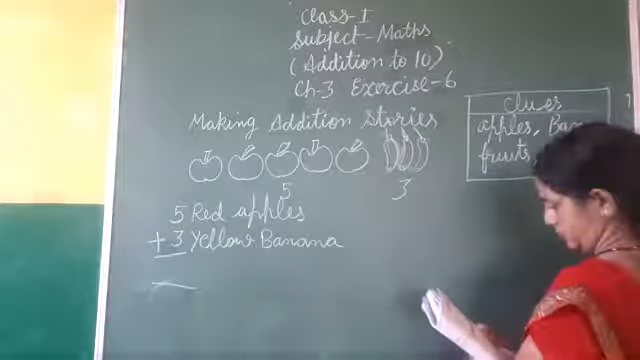 Class-I
Subject-Maths
(Addition to 10)
Ch-3 Exercise-6
Making Addition Stories
clues
apples, Ban
fruits
5
3
5 Red apples
+ 3 Yellow Banana